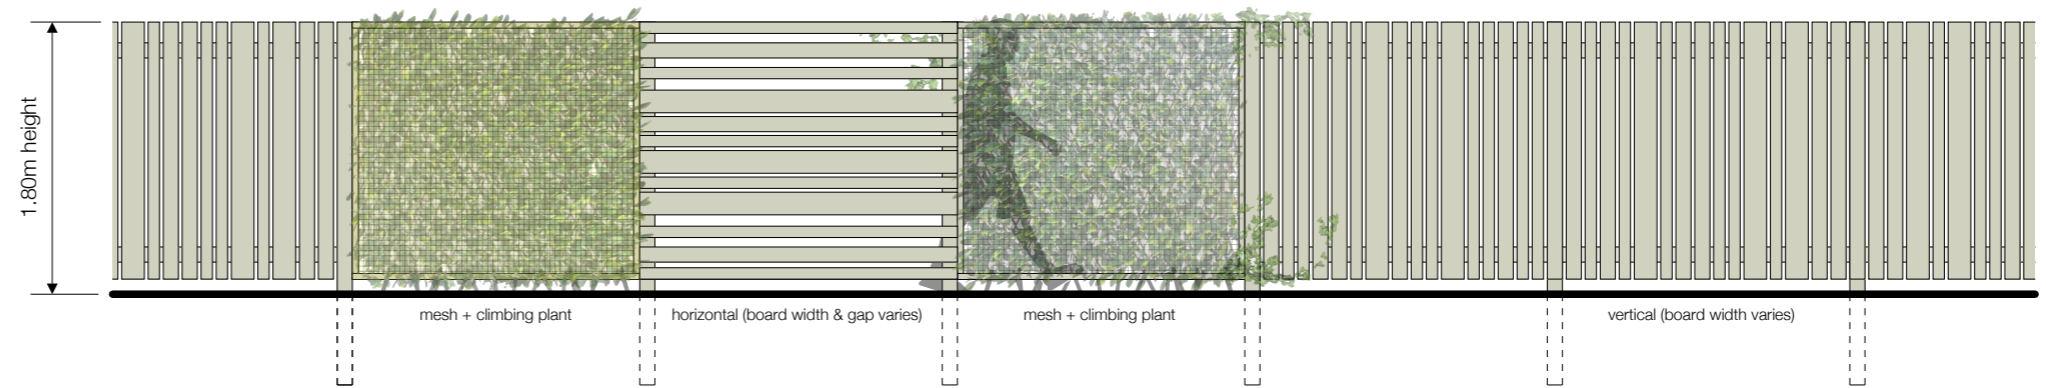 1.80m height
mesh + climbing plant
horizontal (board width & gap varies)
mesh + climbing plant
vertical (board width varies)